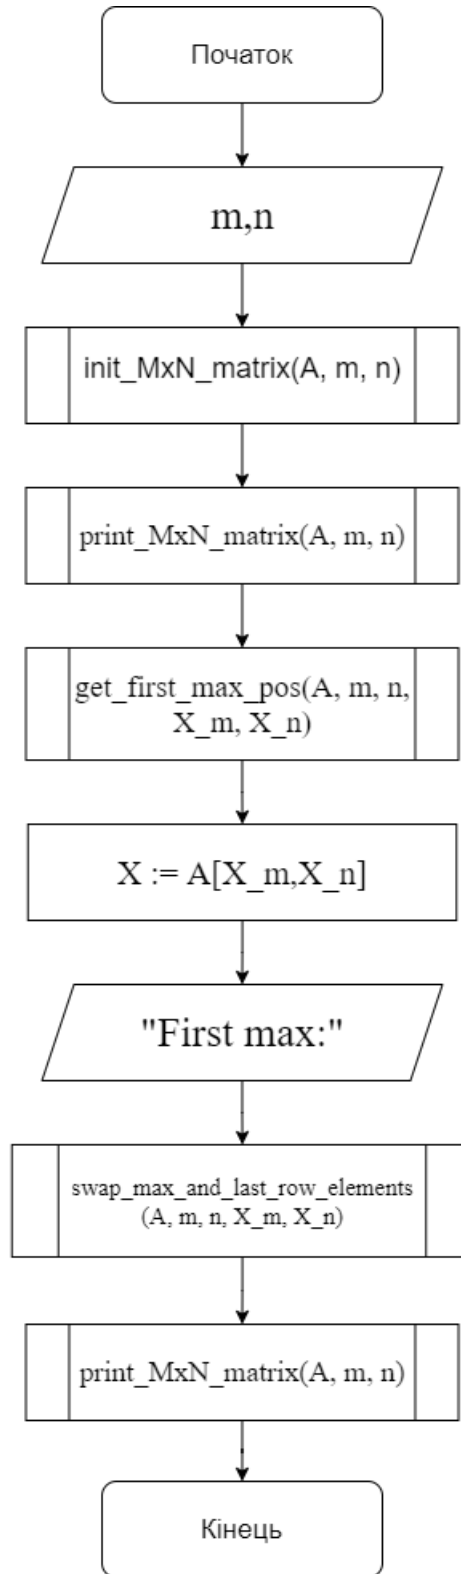 Початок
m,n
init_MxN_matrix(A, m, n)
print_MxN_matrix(A, m, n)
get_first_max_pos(A, m, n,
X_m, X_n)
X := A[X_m,X_n]
"First max:"
swap_max_and_last_row_elements
(A, m, n, X_m, X_n)
print_MxN_matrix(A, m, n)
Кінець